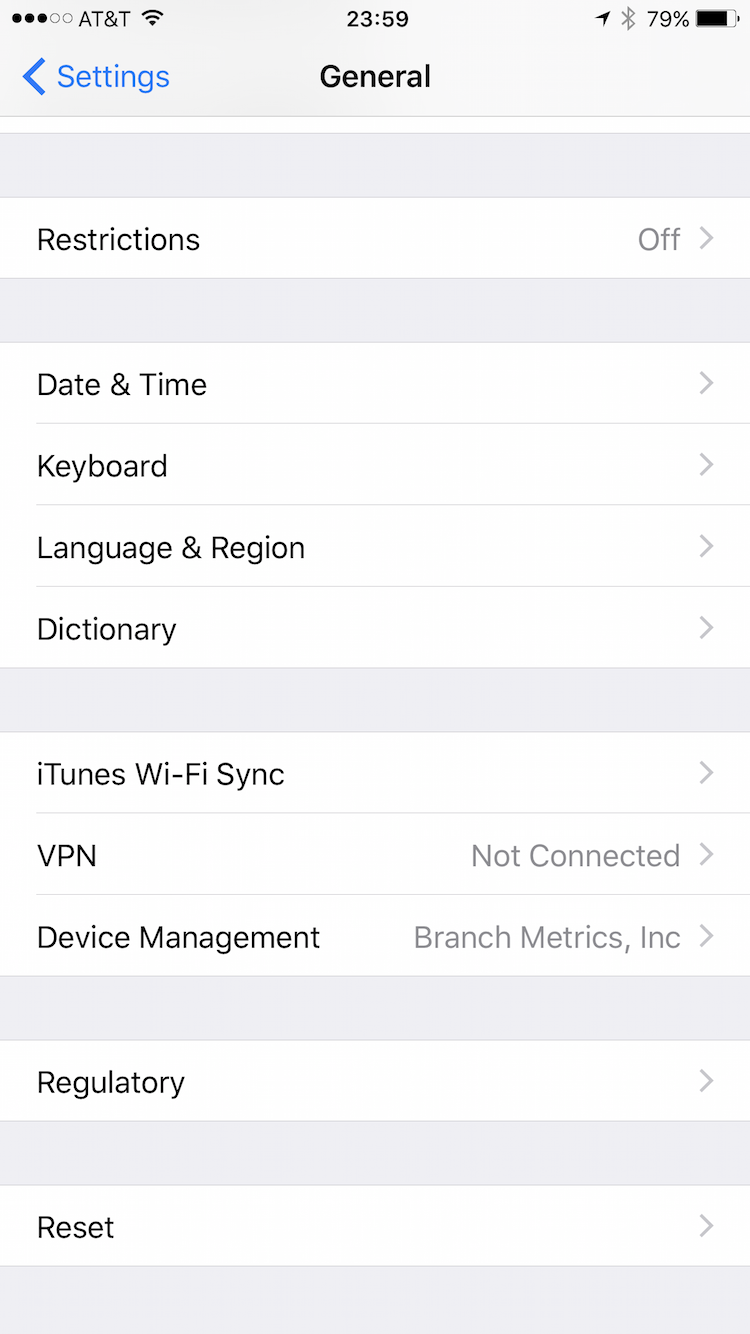 AT&T 23:59 79%
Settings General
Restrictions Off
Date & Time
Keyboard
Language & Region
Dictionary
iTunes Wi-Fi Sync
VPN Not Connected
Device Management Branch Metrics, Inc
Regulatory
Reset